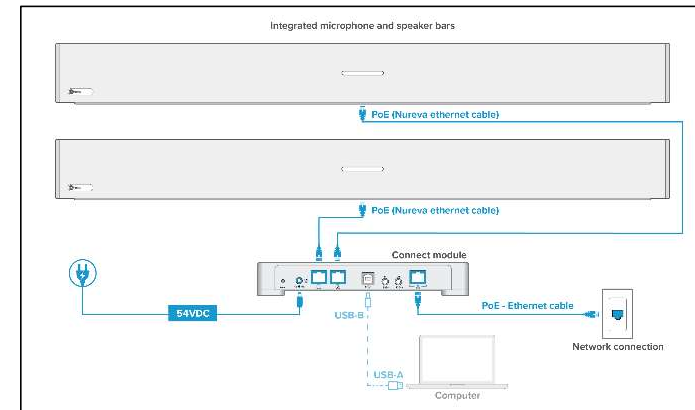 Integrated microphone and speaker bars
PoE (Nureva ethernet cable)
PoE (Nureva ethernet cable)
Connect module
54VDC
PoE - Ethernet cable
USB-B
Network connection
USB-A
Computer